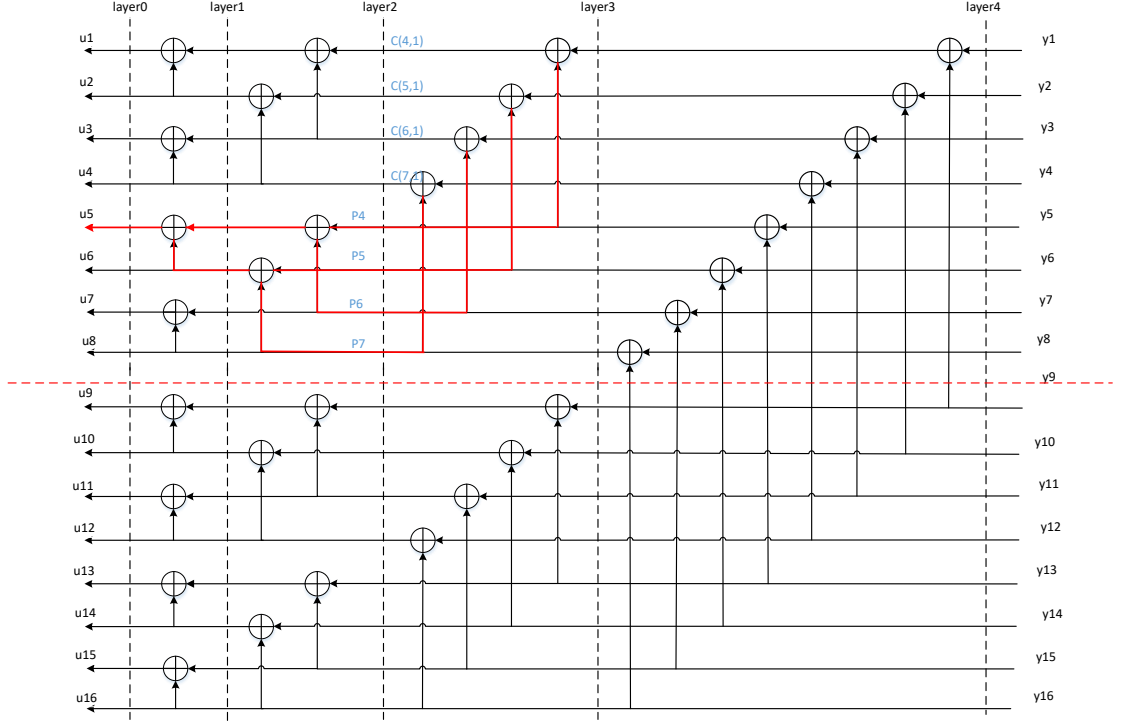 layer0 layer1 layer2 layer3 layer4
u1 C(4,1) y1
u2 C(5,1) y2
u3 C(6,1) y3
u4 C(7,1) y4
u5 P4 y5
u6 P5 y6
u7 P6 y7
u8 P7 y8
y9
u9
u10 y10
u11 y11
u12 y12
u13 y13
u14 y14
u15 y15
u16 y16